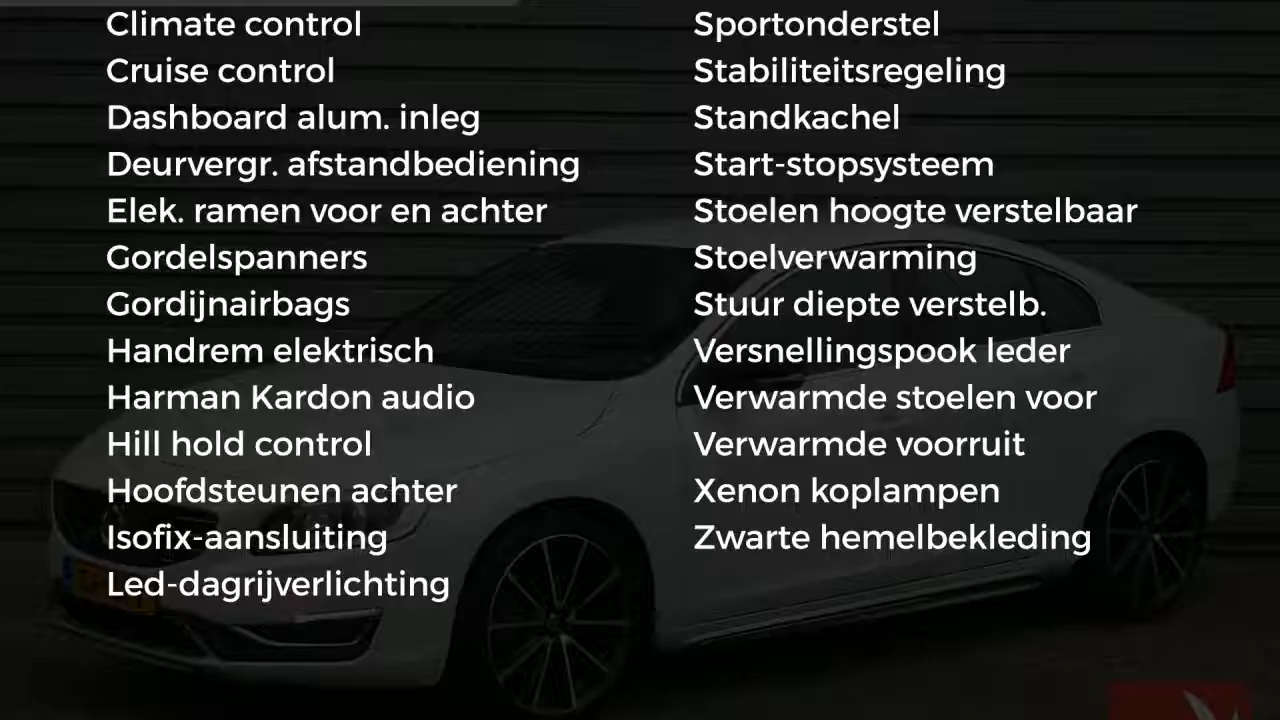 Climate control
Cruise control
Dashboard alum. inleg
Deurvergr. afstandbediening
Elek. ramen voor en achter
Gordelspanners
Gordijnairbags
Handrem elektrisch
Harman Kardon audio
Hill hold control
Hoofdsteunen achter
Isofix-aansluiting
Led-dagrijverlichting
Sportonderstel
Stabiliteitsregeling
Standkachel
Start-stopsysteem
Stoelen hoogte verstelbaar
Stoelverwarming
Stuur diepte verstelb.
Versnellingspook leder
Verwarmde stoelen voor
Verwarmde voorruit
Xenon koplampen
Zwarte hemelbekleding